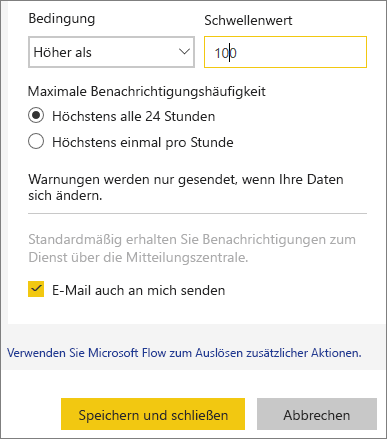 Bedingung Schwellenwert
Höher als 100
Maximale Benachrichtigungshäufigkeit
Höchstens alle 24 Stunden
Höchstens einmal pro Stunde
Warnungen werden nur gesendet, wenn Ihre Daten
sich ändern.
Standardmäßig erhalten Sie Benachrichtigungen zum
Dienst über die Mitteilungszentrale.
E-Mail auch an mich senden
Verwenden Sie Microsoft Flow zum Auslösen zusätzlicher Aktionen.
Speichern und schließen Abbrechen